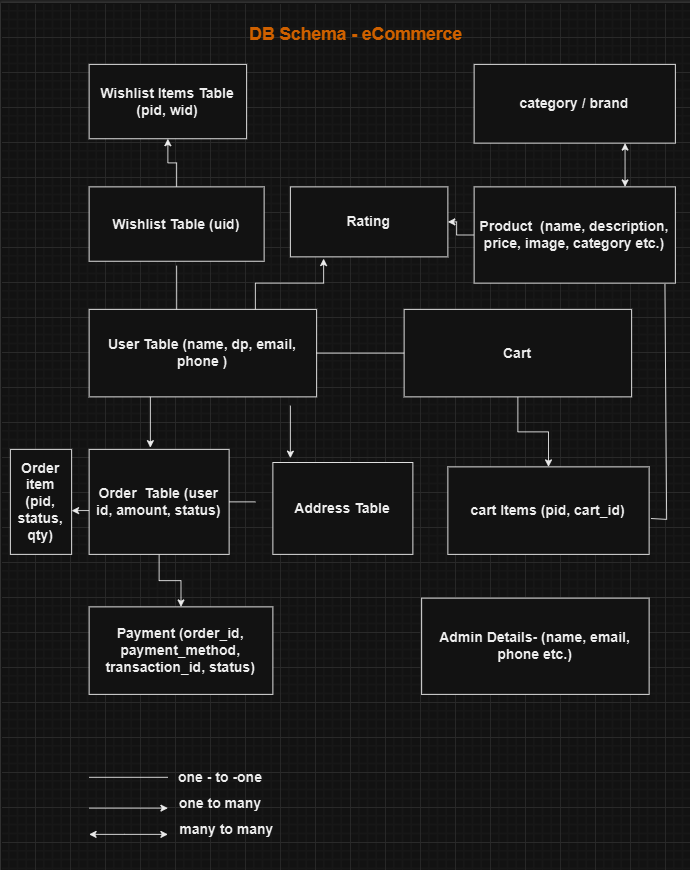 DB Schema - eCommerce
Wishlist Items Table
(pid, wid)
category / brand
Wishlist Table (uid)
Rating
Product  (name, description,
price, image, category etc.)
User Table (name, dp, email,
phone )
Cart
Order
item
(pid,
status,
qty)
Order  Table (user
id, amount, status)
Address Table
cart Items (pid, cart_id)
Payment (order_id,
payment_method,
transaction_id, status)
Admin Details- (name, email,
phone etc.)
one - to -one
one to many
many to many